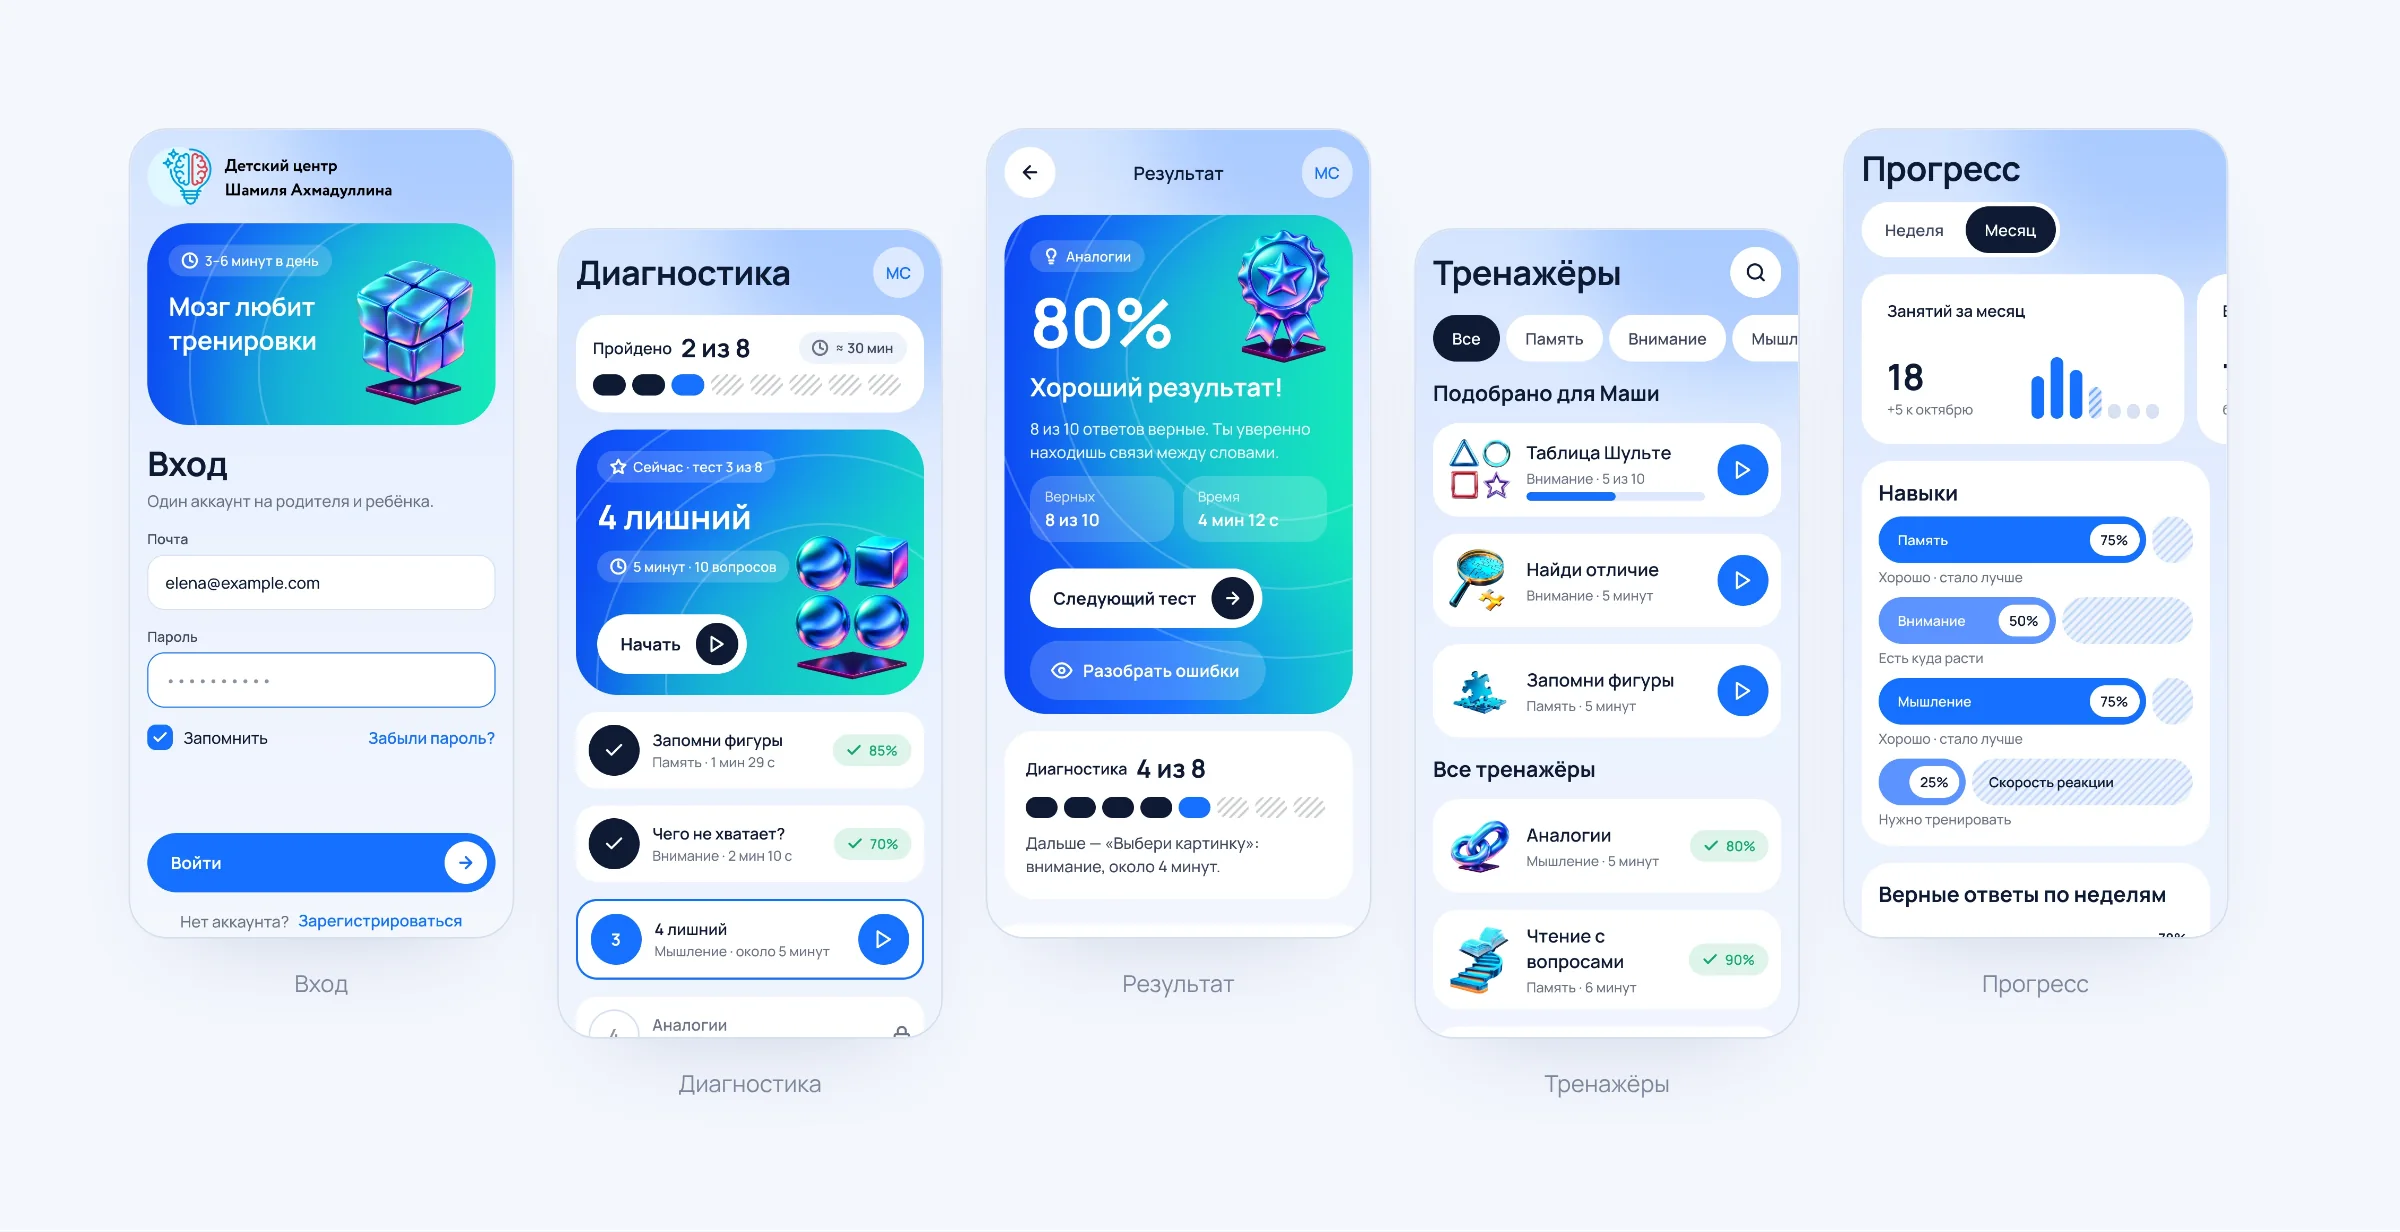 Детский центр
Шамиля Ахмадуллина
3–6 минут в день
Мозг любит
тренировки
Вход
Один аккаунт на родителя и ребёнка.
Почта
elena@example.com
Пароль
Запомнить
Забыли пароль?
Войти
Нет аккаунта? Зарегистрироваться
Вход
Диагностика
МС
Пройдено 2 из 8
≈ 30 мин
Сейчас · тест 3 из 8
4 лишний
5 минут · 10 вопросов
Начать
Запомни фигуры
Память · 1 мин 29 с
85%
Чего не хватает?
Внимание · 2 мин 10 с
70%
3
4 лишний
Мышление · около 5 минут
4
Аналогии
Диагностика
Результат
МС
Аналогии
80%
Хороший результат!
8 из 10 ответов верные. Ты уверенно
находишь связи между словами.
Верных
8 из 10
Время
4 мин 12 с
Следующий тест
Разобрать ошибки
Диагностика 4 из 8
Дальше — «Выбери картинку»:
внимание, около 4 минут.
Результат
Тренажёры
Все
Память
Внимание
Мышл
Подобрано для Маши
Таблица Шульте
Внимание · 5 из 10
Найди отличие
Внимание · 5 минут
Запомни фигуры
Память · 5 минут
Все тренажёры
Аналогии
Мышление · 5 минут
80%
Чтение с
вопросами
Память · 6 минут
90%
Тренажёры
Прогресс
Неделя
Месяц
Занятий за месяц
18
+5 к октябрю
Навыки
Память
75%
Хорошо · стало лучше
Внимание
50%
Есть куда расти
Мышление
75%
Хорошо · стало лучше
25%
Скорость реакции
Нужно тренировать
Верные ответы по неделям
Прогресс